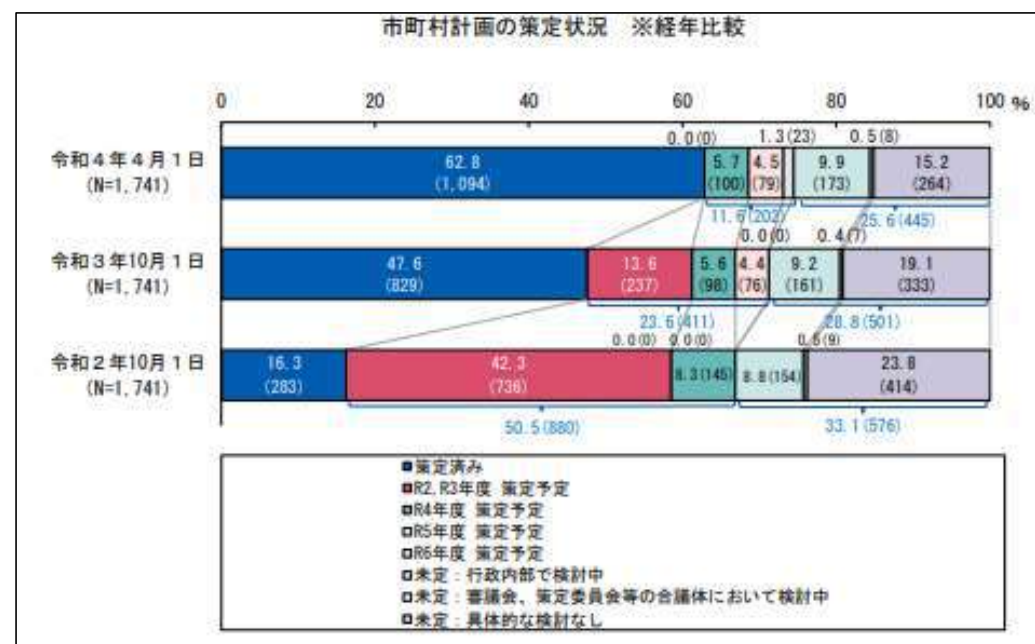 市町村計画の策定状況 ※経年比較
0 20 40 60 80 100 %
0.0(0) 1.3(23) 0.5(8)
令和4年4月1日
(N=1,741)
62.8
(1,094)
5.7
(100)
4.5
(79)
9.9
(173)
15.2
(264)
11.6(202)
25.6(445)
0.0(0) 0.4(7)
令和3年10月1日
(N=1,741)
47.6
(829)
13.6
(237)
5.6
(98)
4.4
(76)
9.2
(161)
19.1
(333)
23.6(411)
28.8(501)
0.0(0) 0.0(0) 0.5(9)
令和2年10月1日
(N=1,741)
16.3
(283)
42.3
(736)
8.3(145)
8.8(154)
23.8
(414)
50.5(880)
33.1(576)
策定済み
R2,R3年度 策定予定
R4年度 策定予定
R5年度 策定予定
R6年度 策定予定
未定：行政内部で検討中
未定：審議会、策定委員会等の合議体において検討中
未定：具体的な検討なし